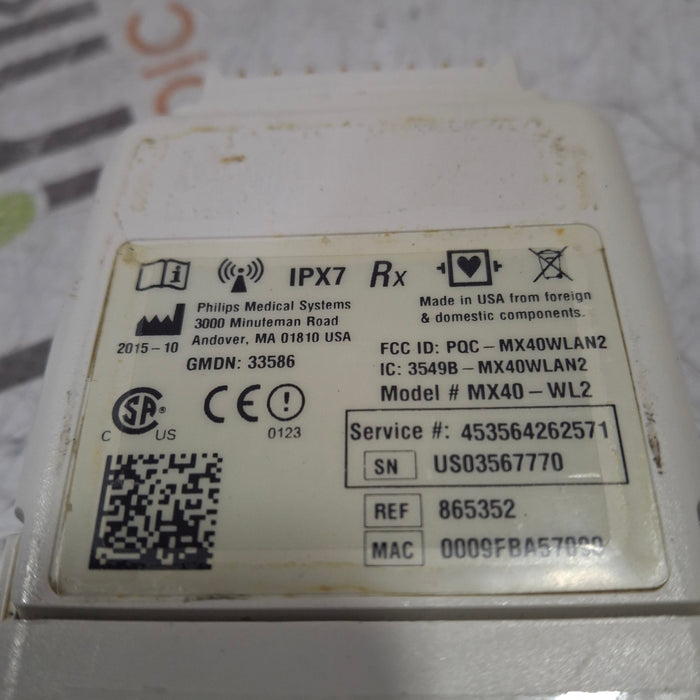 IPX7 Rx
Philips Medical Systems
3000 Minuteman Road
Andover, MA 01810 USA
2015-10
GMDN: 33586
Made in USA from foreign
& domestic components.
FCC ID: PQC-MX40WLAN2
IC: 3549B-MX40WLAN2
Model # MX40-WL2
SA®
C US
CE
0123
Service #: 453564262571
SN US03567770
REF 865352
MAC